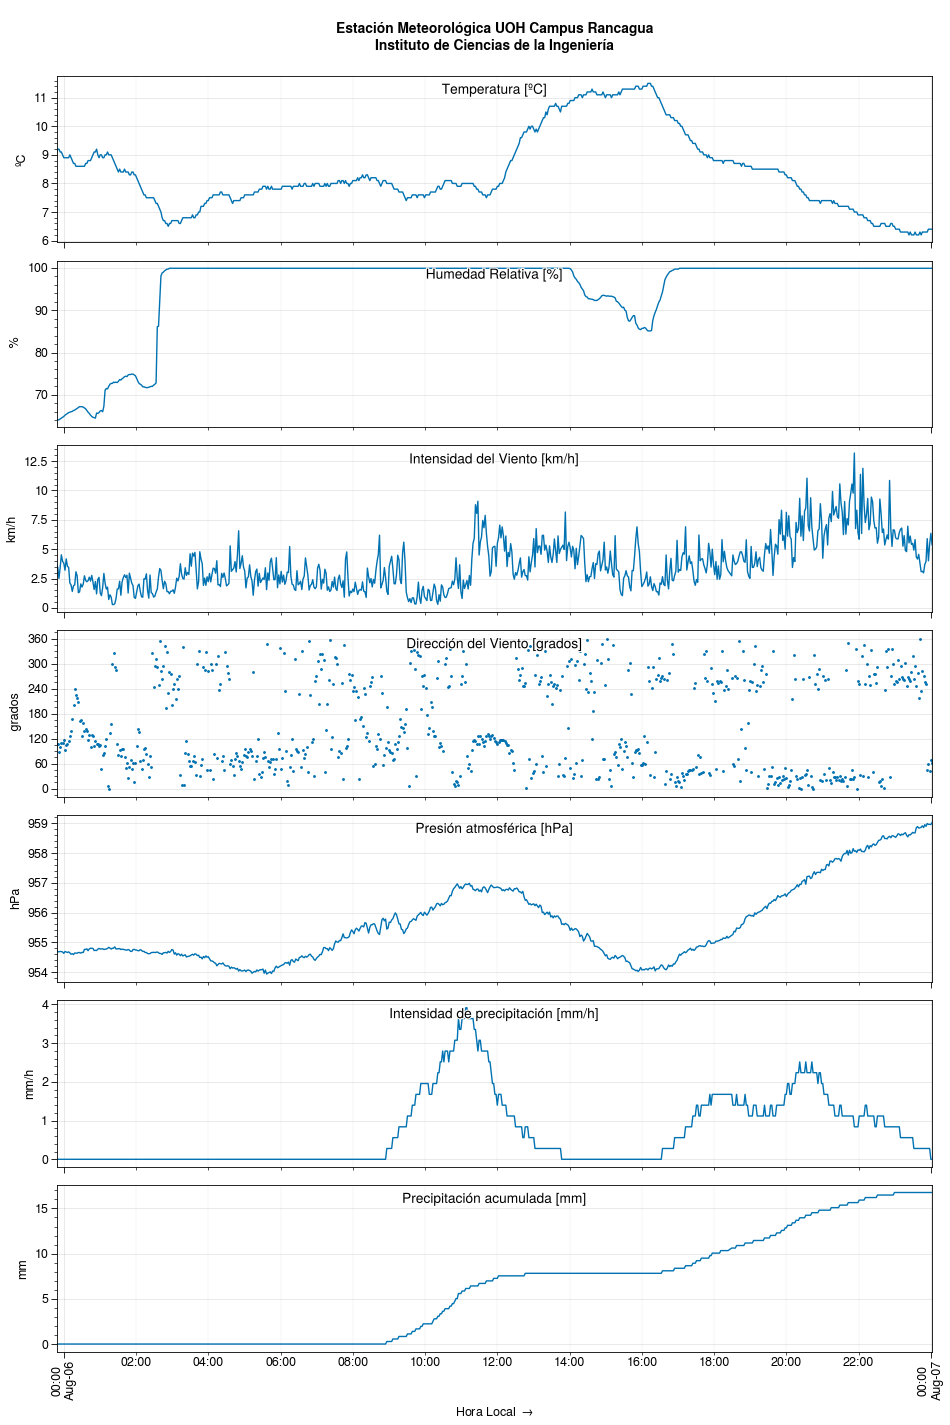 Estación Meteorológica UOH Campus Rancagua
Instituto de Ciencias de la Ingeniería
Temperatura [ºC]
ºC
11
10
9
8
7
6
Humedad Relativa [%]
%
100
90
80
70
Intensidad del Viento [km/h]
km/h
12.5
10
7.5
5
2.5
0
Dirección del Viento [grados]
grados
360
300
240
180
120
60
0
Presión atmosférica [hPa]
hPa
959
958
957
956
955
954
Intensidad de precipitación [mm/h]
mm/h
4
3
2
1
0
Precipitación acumulada [mm]
mm
15
10
5
0
00:00
Aug-06
02:00
04:00
06:00
08:00
10:00
12:00
14:00
16:00
18:00
20:00
22:00
00:00
Aug-07
Hora Local →